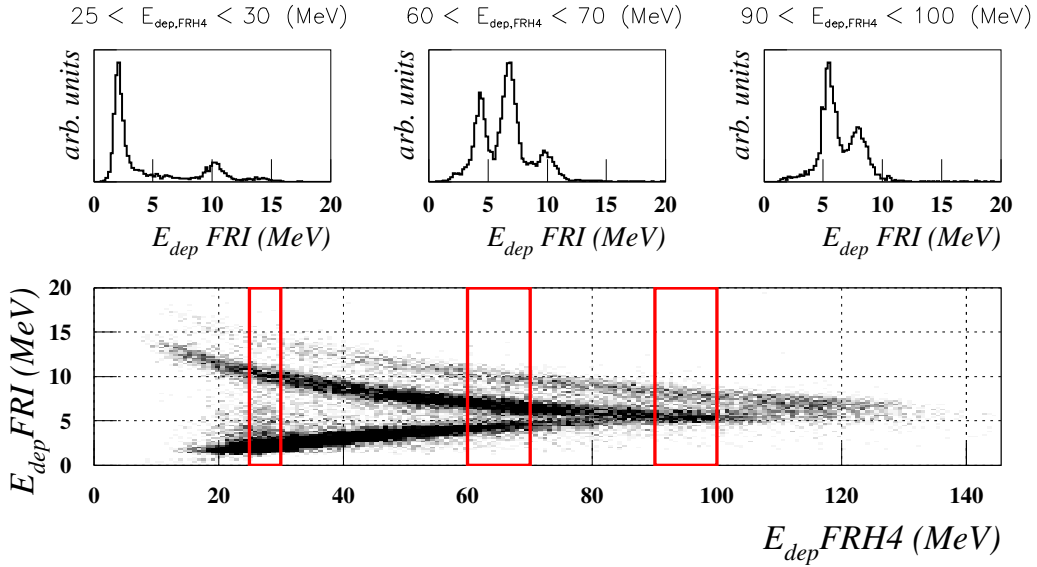 25 < E_dep,FRH4 < 30 (MeV) 60 < E_dep,FRH4 < 70 (MeV) 90 < E_dep,FRH4 < 100 (MeV)
arb. units arb. units arb. units
0 5 10 15 20 0 5 10 15 20 0 5 10 15 20
E_dep FRI (MeV) E_dep FRI (MeV) E_dep FRI (MeV)
E_dep FRI (MeV)
20
15
10
5
0
0 20 40 60 80 100 120 140
E_dep FRH4 (MeV)